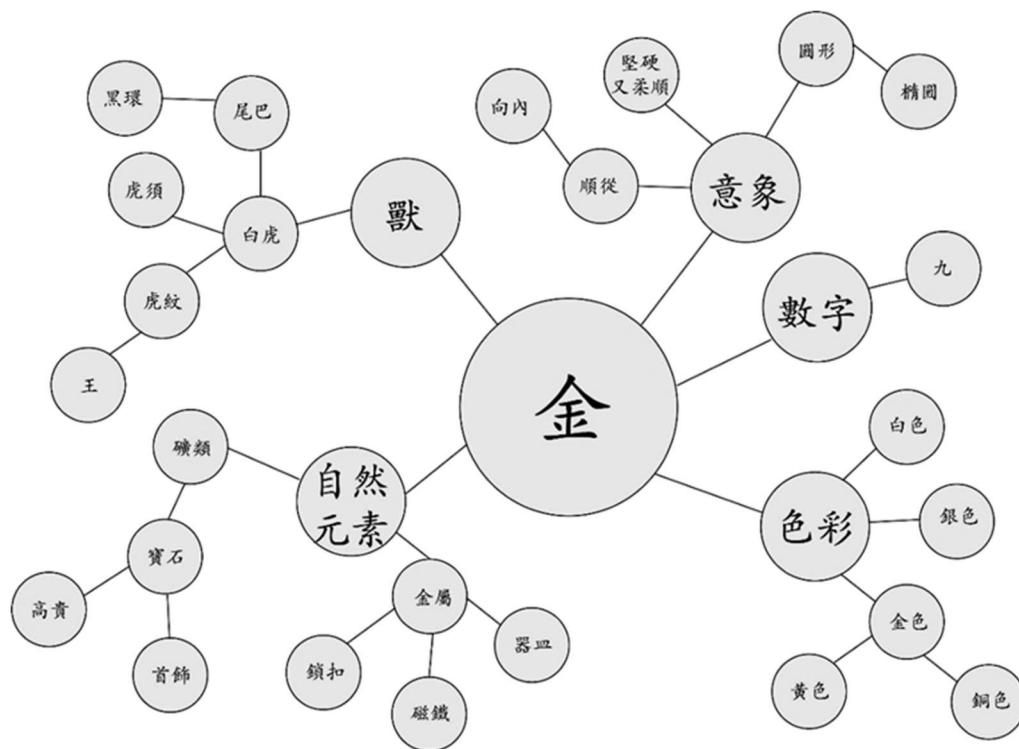 金
獸
白虎
尾巴
黑環
虎須
虎紋
王
意象
順從
向內
堅硬
又柔順
圓形
橢圓
數字
九
色彩
白色
銀色
金色
黃色
銅色
自然
元素
礦類
寶石
高貴
首飾
金屬
鎖扣
磁鐵
器皿